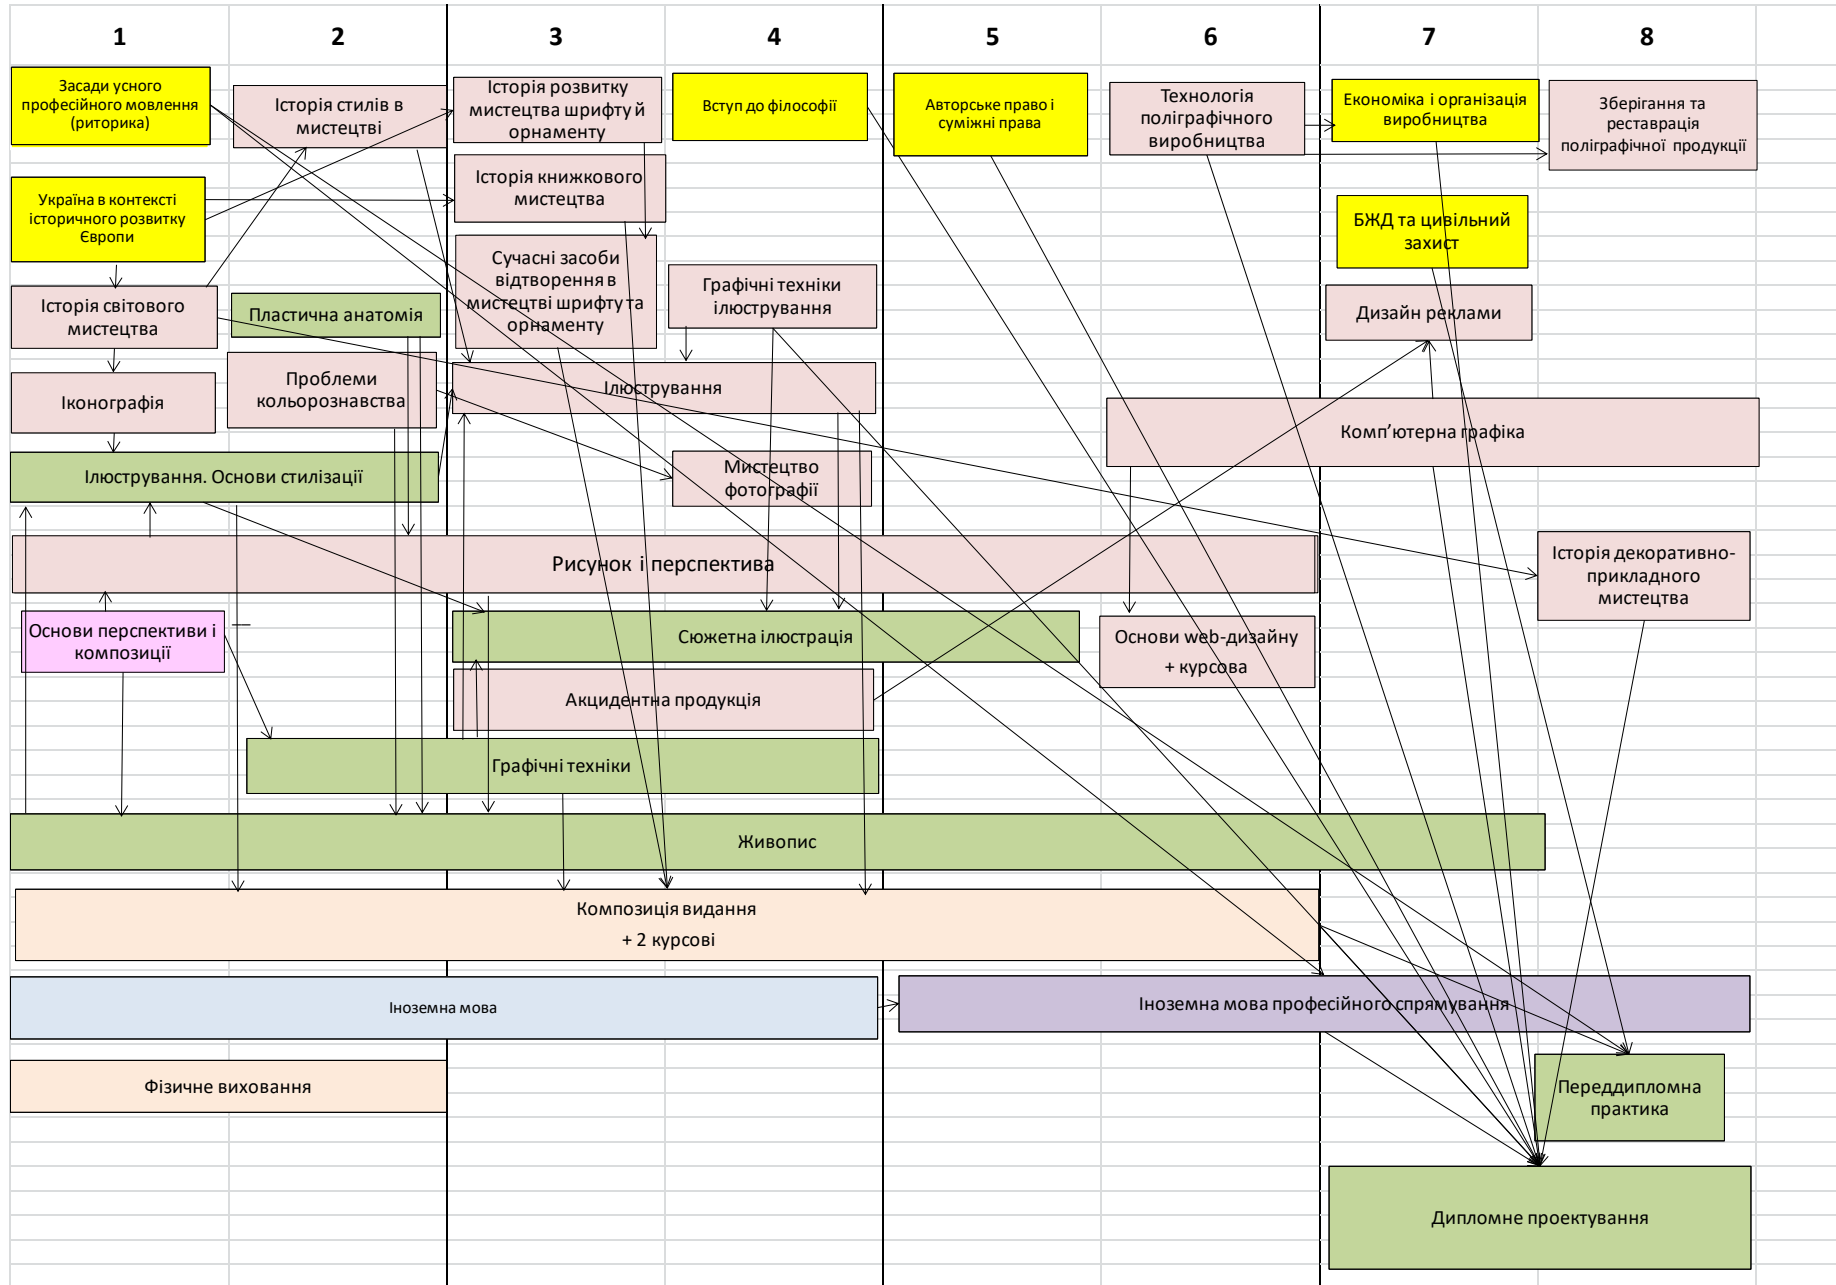 1
2
3
4
5
6
7
8
Засади усного
професійного мовлення
(риторика)
Історія стилів в
мистецтві
Історія розвитку
мистецтва шрифту й
орнаменту
Вступ до філософії
Авторське право і
суміжні права
Технологія
поліграфічного
виробництва
Економіка і організація
виробництва
Зберігання та
реставрація
поліграфічної продукції
Україна в контексті
історичного розвитку
Європи
Історія книжкового
мистецтва
БЖД та цивільний
захист
Сучасні засоби
відтворення в
мистецтві шрифту та
орнаменту
Графічні техніки
ілюстрування
Історія світового
мистецтва
Пластична анатомія
Дизайн реклами
Іконографія
Проблеми
кольорознавства
Ілюстрування
Комп’ютерна графіка
Ілюстрування. Основи стилізації
Мистецтво
фотографії
Рисунок і перспектива
Історія декоративно-
прикладного
мистецтва
Основи перспективи і
композиції
Сюжетна ілюстрація
Основи web-дизайну
+ курсова
Акцидентна продукція
Графічні техніки
Живопис
Композиція видання
+ 2 курсові
Іноземна мова
Іноземна мова професійного спрямування
Фізичне виховання
Переддипломна
практика
Дипломне проектування